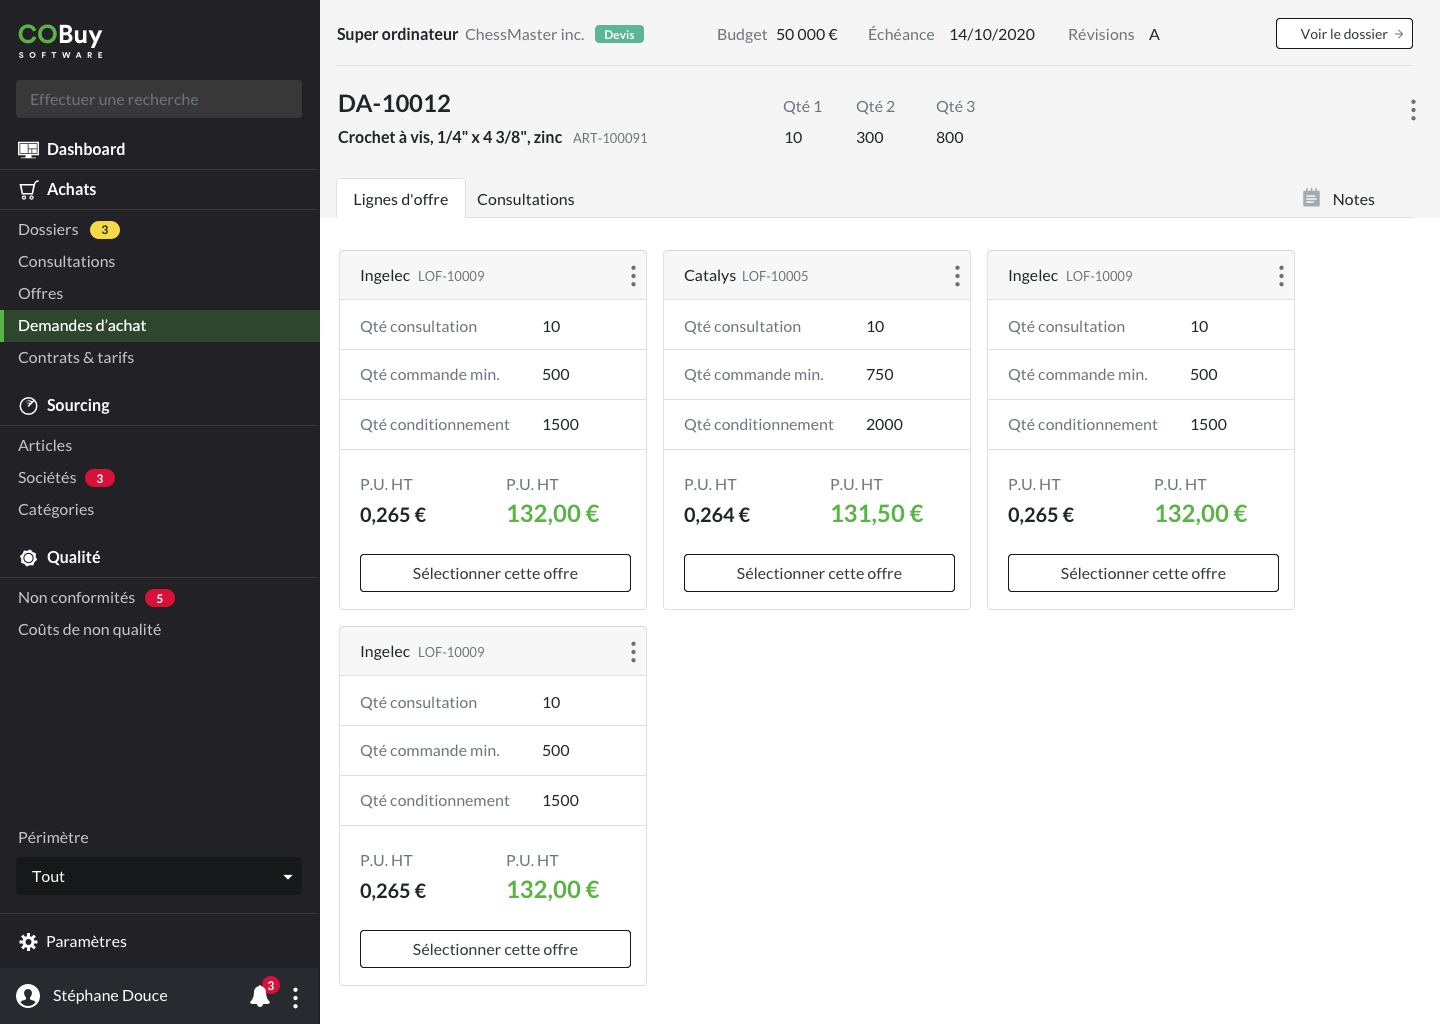 COBuy
SOFTWARE
Effectuer une recherche
Dashboard
Achats
Dossiers 3
Consultations
Offres
Demandes d’achat
Contrats & tarifs
Sourcing
Articles
Sociétés 3
Catégories
Qualité
Non conformités 5
Coûts de non qualité
Périmètre
Tout
Paramètres
Stéphane Douce 3
Super ordinateur ChessMaster inc. Devis Budget 50 000 € Échéance 14/10/2020 Révisions A Voir le dossier
DA-10012 Qté 1 Qté 2 Qté 3
Crochet à vis, 1/4" x 4 3/8", zinc ART-100091 10 300 800
Lignes d'offre Consultations Notes
Ingelec LOF-10009
Qté consultation 10
Qté commande min. 500
Qté conditionnement 1500
P.U. HT P.U. HT
0,265 € 132,00 €
Sélectionner cette offre
Catalys LOF-10005
Qté consultation 10
Qté commande min. 750
Qté conditionnement 2000
P.U. HT P.U. HT
0,264 € 131,50 €
Sélectionner cette offre
Ingelec LOF-10009
Qté consultation 10
Qté commande min. 500
Qté conditionnement 1500
P.U. HT P.U. HT
0,265 € 132,00 €
Sélectionner cette offre
Ingelec LOF-10009
Qté consultation 10
Qté commande min. 500
Qté conditionnement 1500
P.U. HT P.U. HT
0,265 € 132,00 €
Sélectionner cette offre